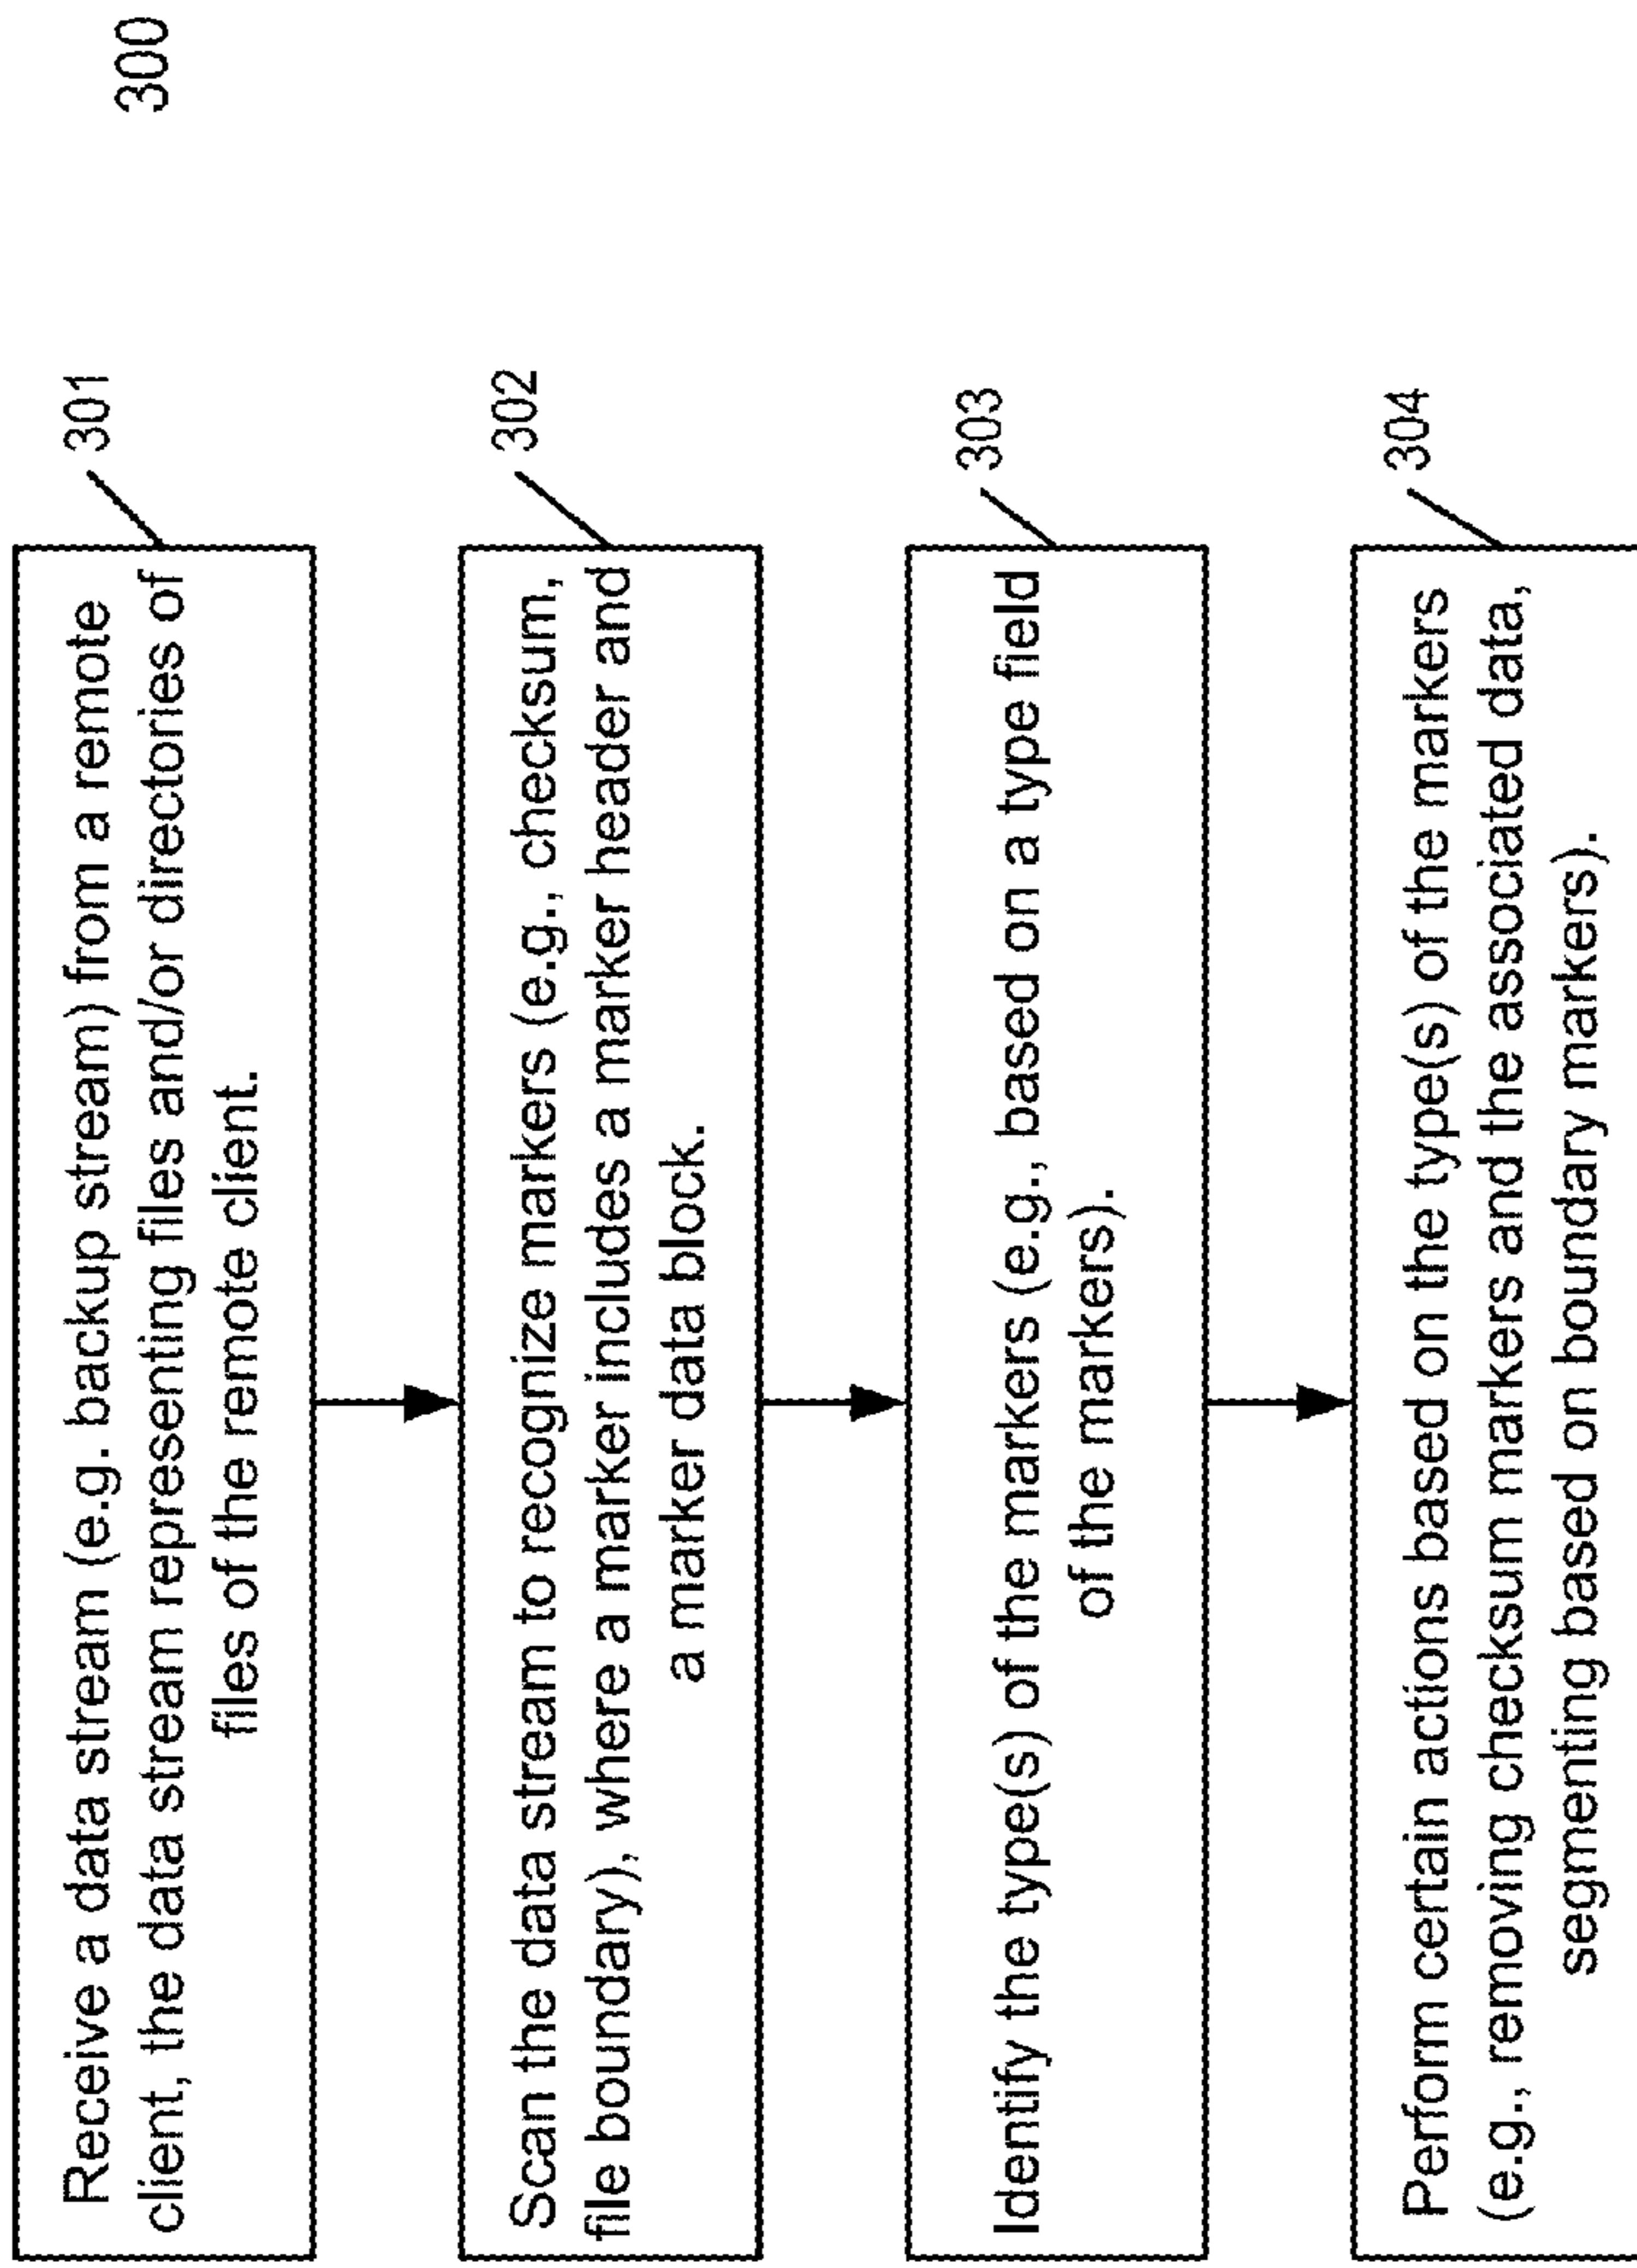 300
301
Receive a data stream (e.g. backup stream) from a remote
client, the data stream representing files and/or directories of
files of the remote client.
302
Scan the data stream to recognize markers (e.g., checksum,
file boundary), where a marker includes a marker header and
a marker data block.
303
Identify the type(s) of the markers (e.g., based on a type field
of the markers).
304
Perform certain actions based on the type(s) of the markers
(e.g., removing checksum markers and the associated data,
segmenting based on boundary markers).